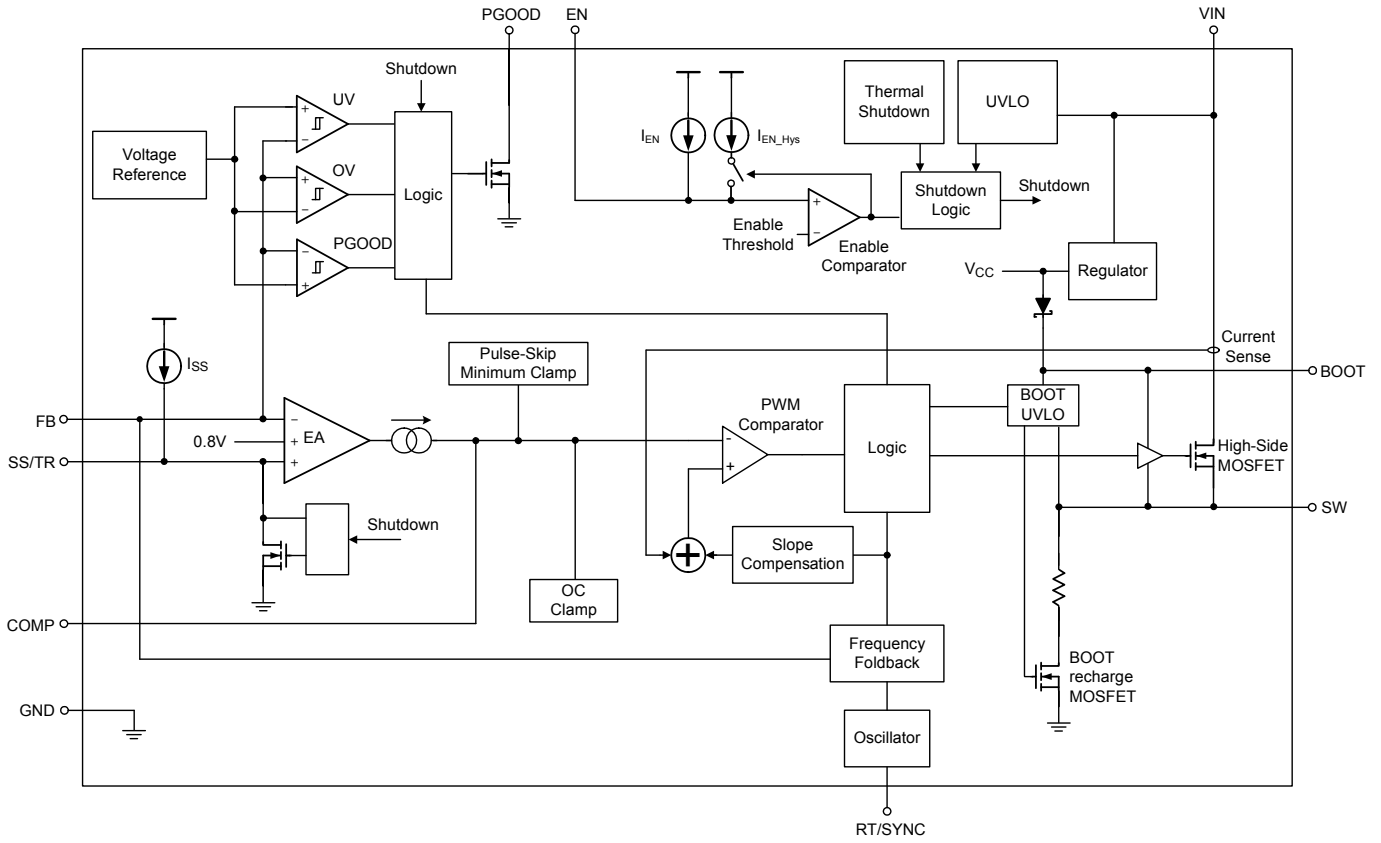 PGOOD
EN
VIN
Shutdown
UV
+
−
Voltage
Reference
OV
+
−
Logic
PGOOD
−
+
IEN
IEN_Hys
Thermal
Shutdown
UVLO
Shutdown
Logic
Shutdown
Enable
Threshold
+
−
Enable
Comparator
VCC
Regulator
ISS
Pulse-Skip
Minimum Clamp
Current
Sense
BOOT
BOOT
UVLO
FB
−
0.8V
+
EA
SS/TR
+
PWM
Comparator
-
+
Logic
High-Side
MOSFET
SW
Shutdown
Slope
Compensation
+
OC
Clamp
COMP
Frequency
Foldback
BOOT
recharge
MOSFET
GND
Oscillator
RT/SYNC